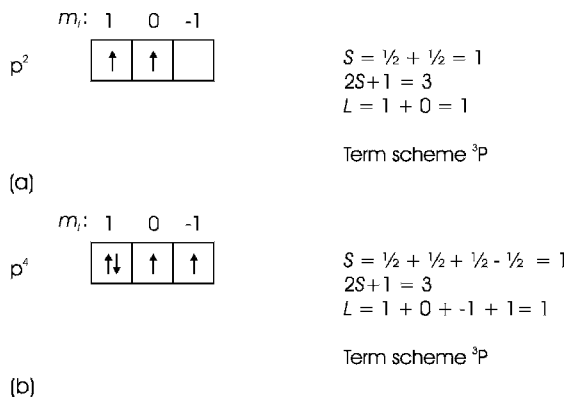 mₗ: 1 0 -1
p²
↑ ↑
S = ½ + ½ = 1
2S+1 = 3
L = 1 + 0 = 1
Term scheme ³P
(a)
mₗ: 1 0 -1
p⁴
↑↓ ↑ ↑
S = ½ + ½ + ½ - ½ = 1
2S+1 = 3
L = 1 + 0 + -1 + 1= 1
Term scheme ³P
(b)